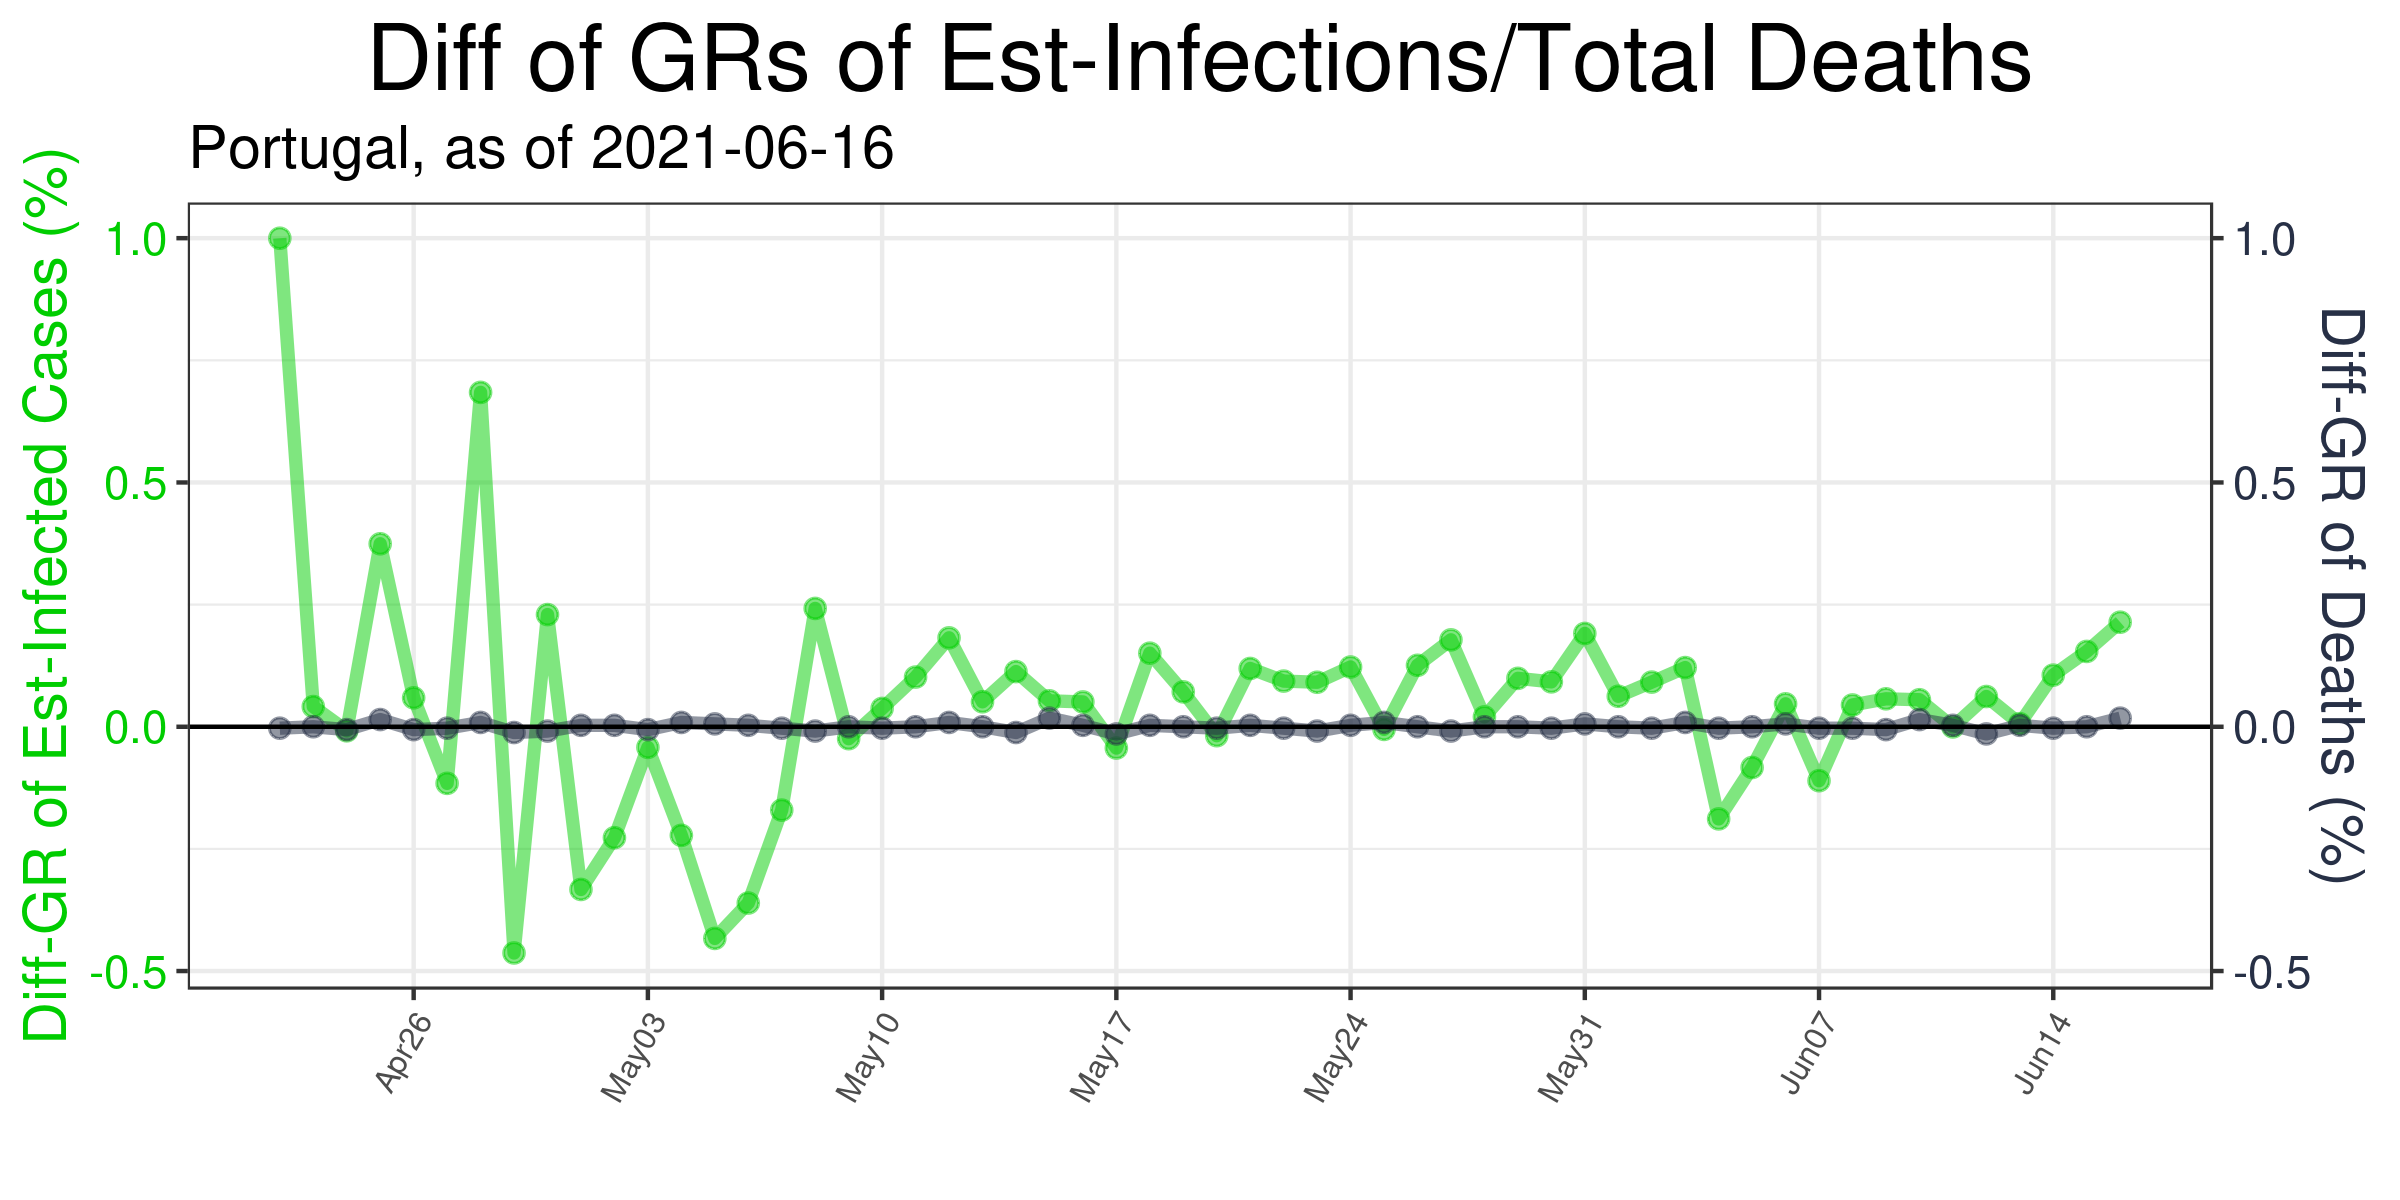 Diff of GRs of Est-Infections/Total Deaths
Portugal, as of 2021-06-16
Diff-GR of Est-Infected Cases (%)
1.0
0.5
0.0
-0.5
1.0
0.5
0.0
-0.5
Diff-GR of Deaths (%)
Apr26
May03
May10
May17
May24
May31
Jun07
Jun14